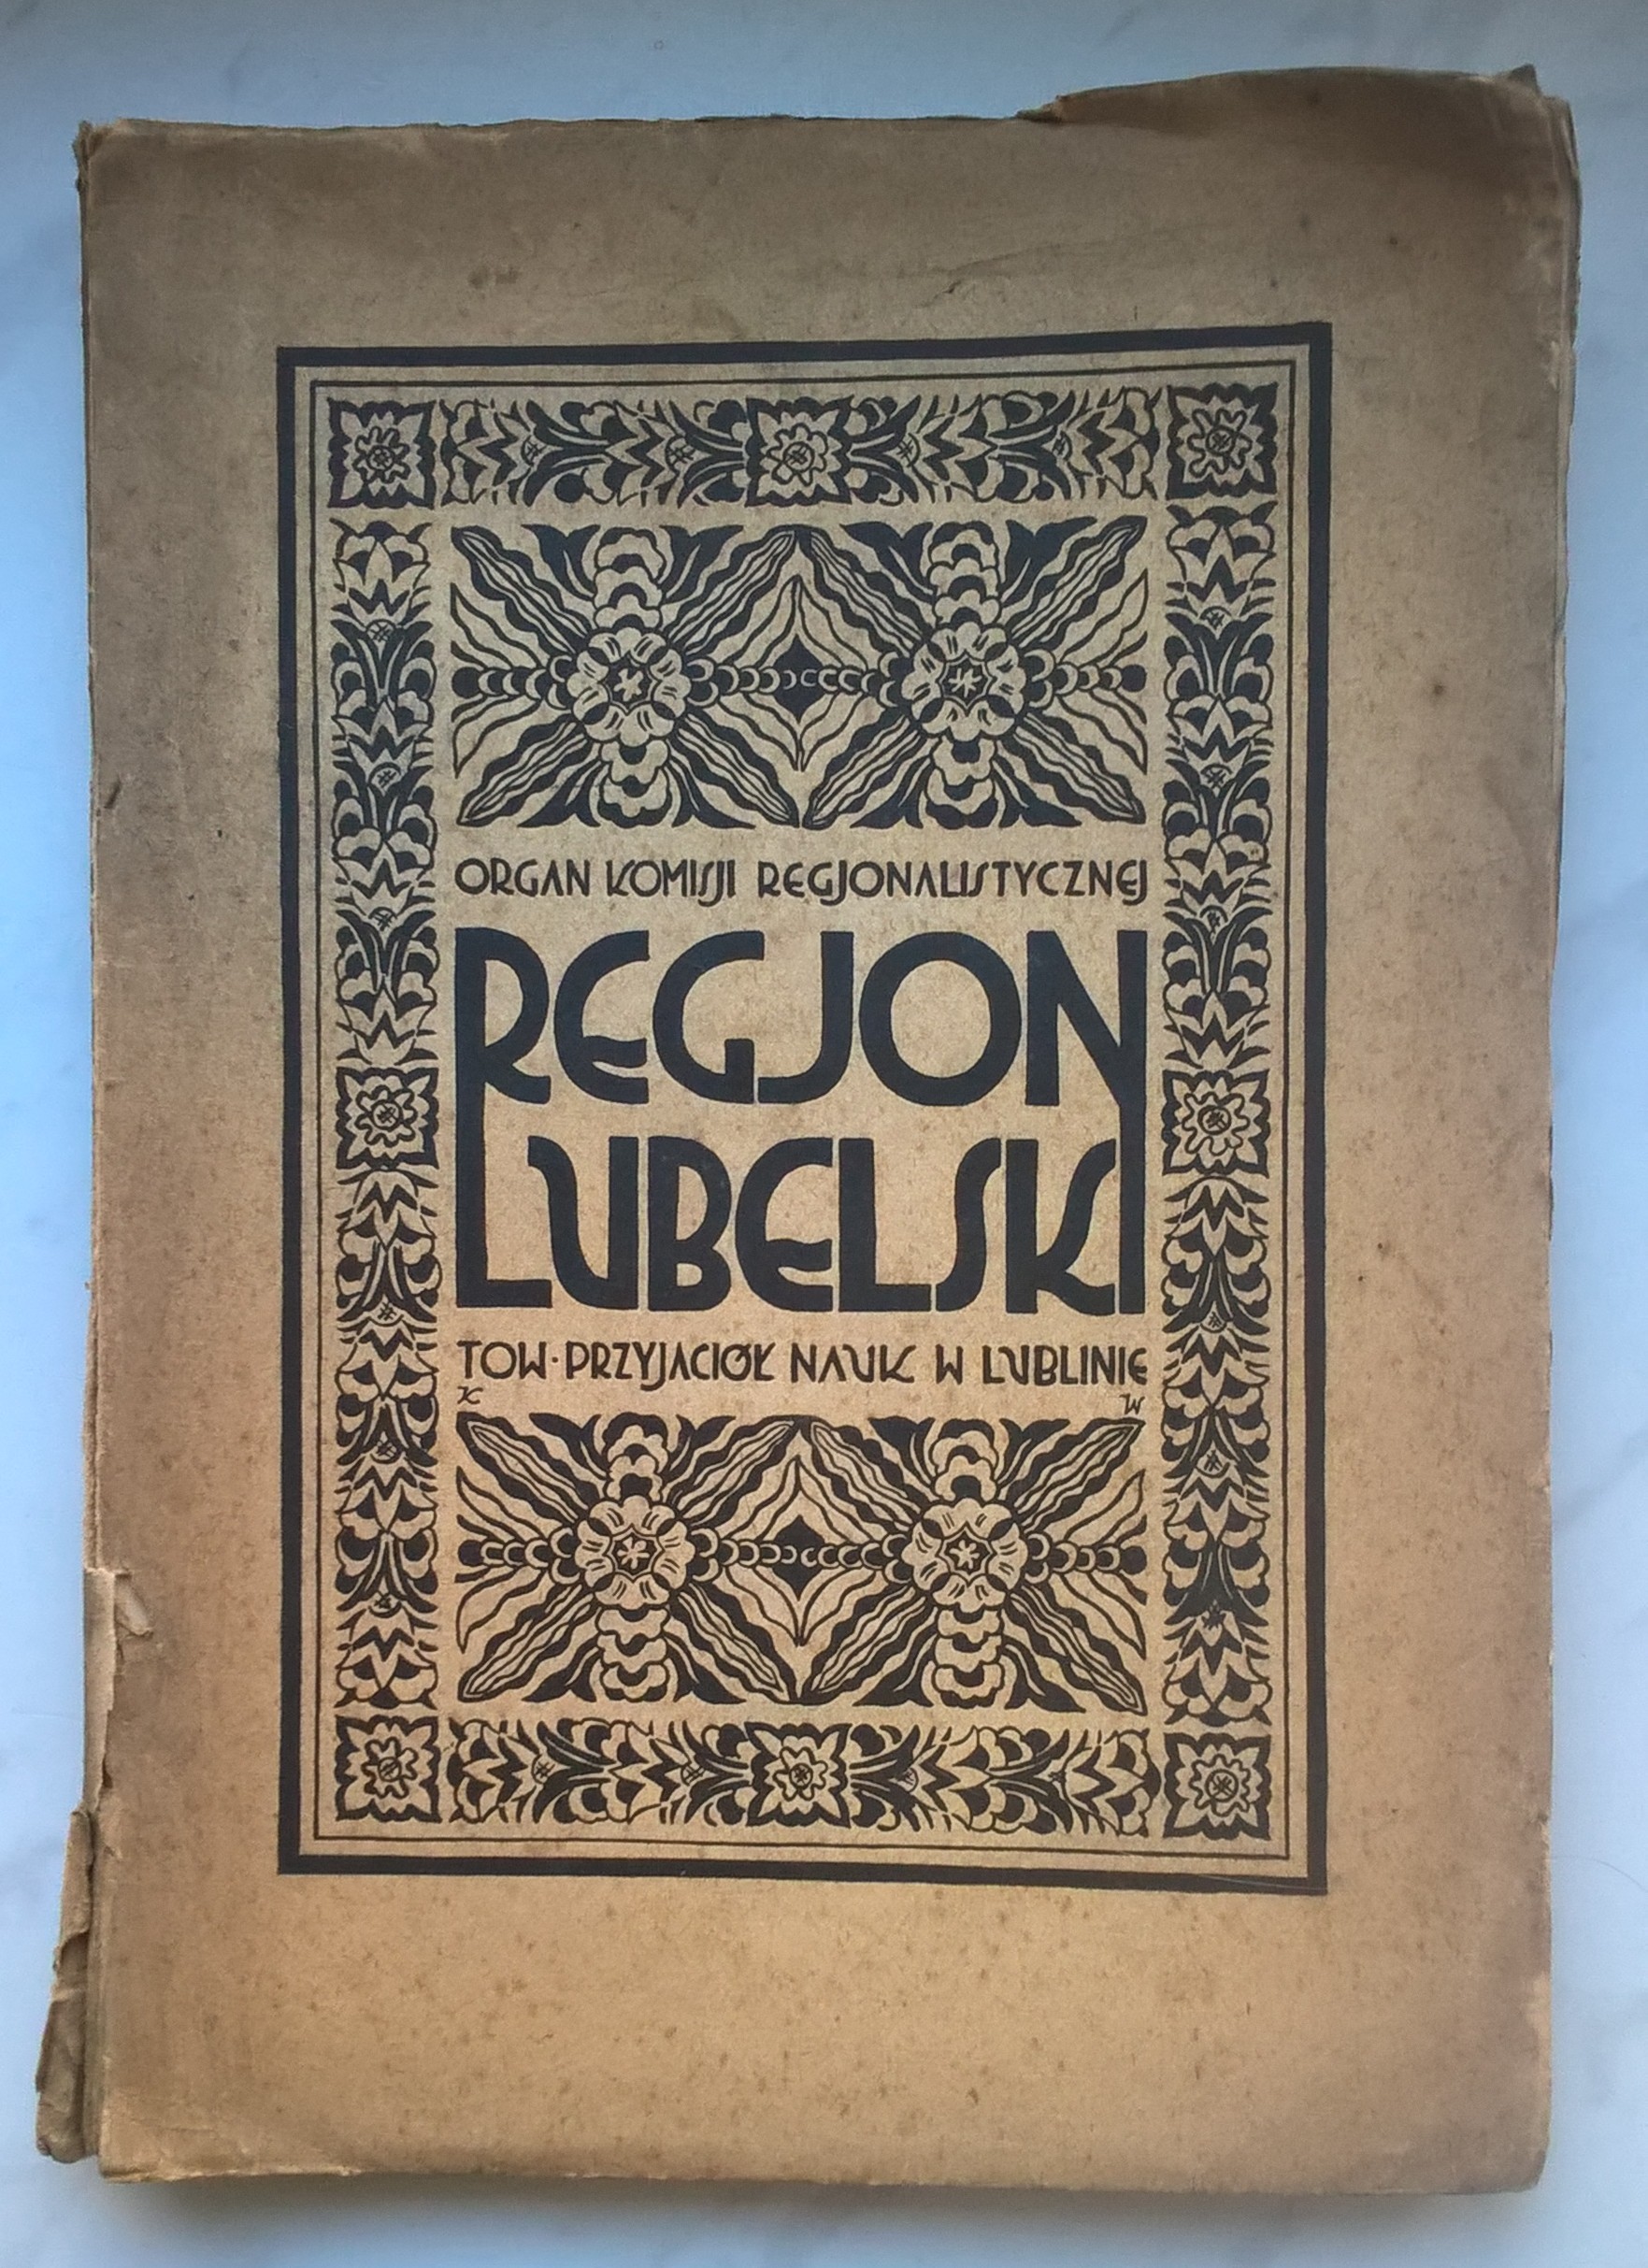 ORGAN KOMISJI REGJONALISTYCZNEJ
REGJON
LUBELSKI
TOW· PRZYJACIÓŁ NAUK W LUBLINIE
K W